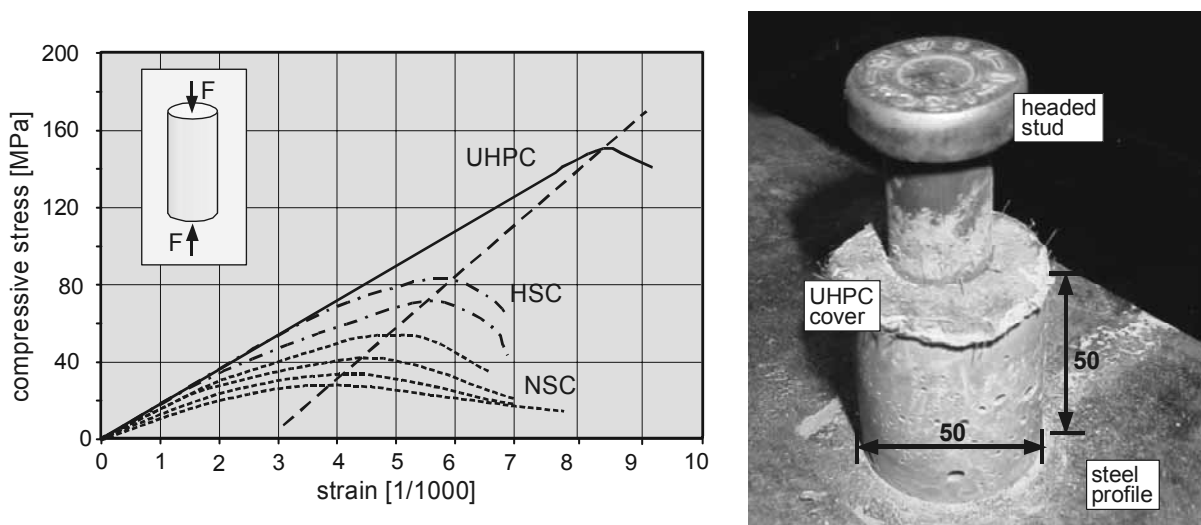 compressive stress [MPa]
200
160
120
80
40
0
F
F
UHPC
HSC
NSC
0 1 2 3 4 5 6 7 8 9 10
strain [1/1000]
headed
stud
UHPC
cover
50
50
steel
profile